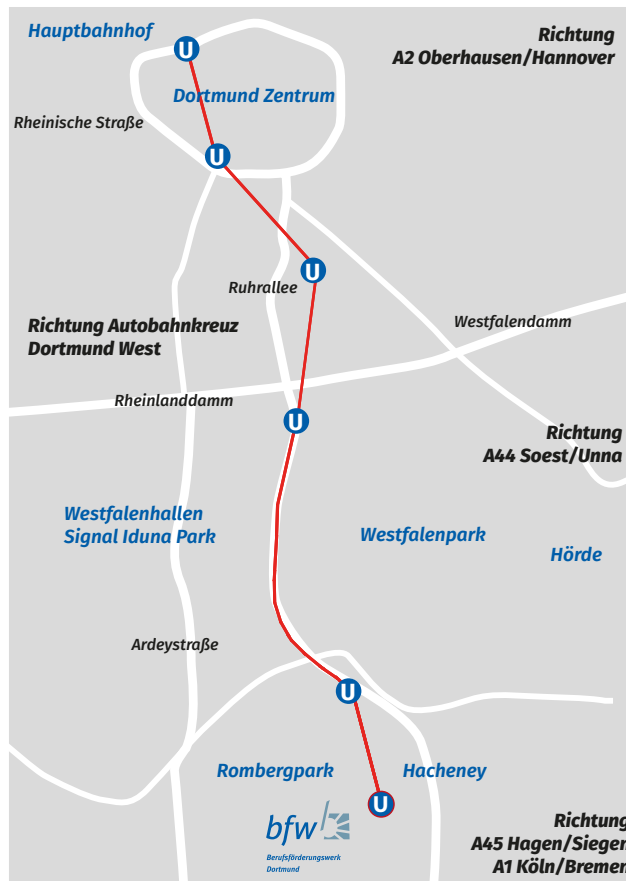 Hauptbahnhof
Richtung
A2 Oberhausen/Hannover
U
Dortmund Zentrum
Rheinische Straße
U
U
Ruhrallee
Richtung Autobahnkreuz
Dortmund West
Westfalendamm
Rheinlanddamm
U
Richtung
A44 Soest/Unna
Westfalenhallen
Signal Iduna Park
Westfalenpark
Hörde
Ardeystraße
U
Rombergpark
Hacheney
U
bfw
Berufsförderungswerk
Dortmund
Richtung
A45 Hagen/Siegen
A1 Köln/Bremen